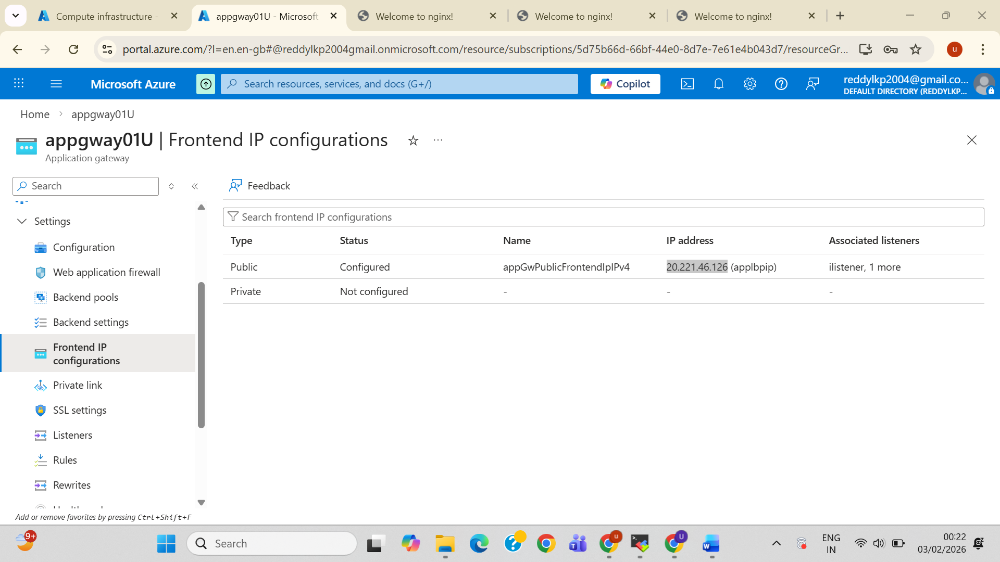 Compute infrastructure -
appgway01U - Microsoft
Welcome to nginx!
Welcome to nginx!
Welcome to nginx!
portal.azure.com/?l=en.en-gb#@reddylkp2004gmail.onmicrosoft.com/resource/subscriptions/5d75b66d-66bf-44e0-8d7e-7e61e4b043d7/resourceGr...
u
Microsoft Azure
Search resources, services, and docs (G+/)
Copilot
reddylkp2004@gmail.co...
DEFAULT DIRECTORY (REDDYLKP...
Home > appgway01U
appgway01U | Frontend IP configurations
Application gateway
Search
Feedback
Settings
Configuration
Web application firewall
Backend pools
Backend settings
Frontend IP
configurations
Private link
SSL settings
Listeners
Rules
Rewrites
Add or remove favorites by pressing Ctrl+Shift+F
Search frontend IP configurations
Type Status Name IP address Associated listeners
Public Configured appGwPublicFrontendIpIPv4 20.221.46.126 (applbpip) ilistener, 1 more
Private Not configured - - -
9+
Search
u
U
ENG
IN
00:22
03/02/2026